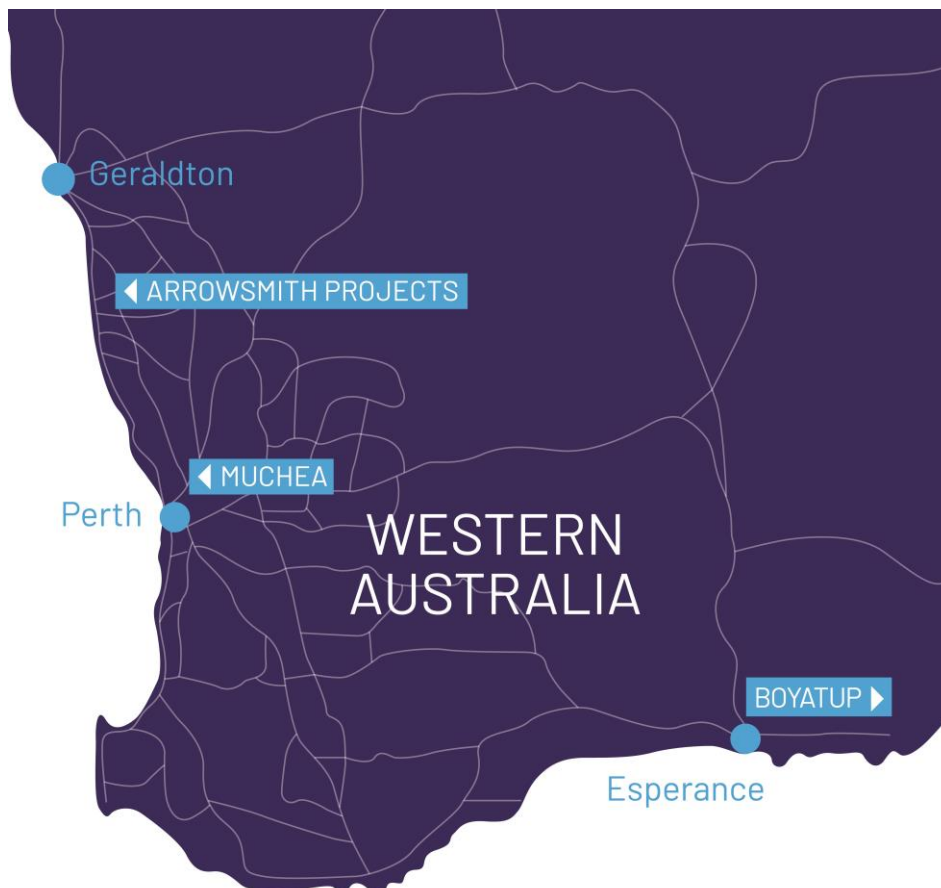 Geraldton
ARROWSMITH PROJECTS
MUCHEA
Perth
WESTERN
AUSTRALIA
BOYATUP
Esperance